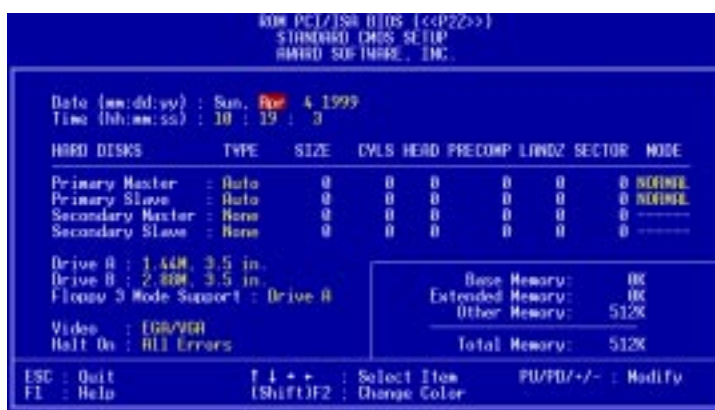 ROM PCI/ISA BIOS (<<P2Z>>)
STANDARD CMOS SETUP
AWARD SOFTWARE, INC.
Date (mm:dd:yy) : Sun, Apr 4 1999
Time (hh:mm:ss) : 10 : 19 : 3
HARD DISKS TYPE SIZE CYLS HEAD PRECOMP LANDZ SECTOR MODE
Primary Master : Auto 0 0 0 0 0 0 NORMAL
Primary Slave : Auto 0 0 0 0 0 0 NORMAL
Secondary Master : None 0 0 0 0 0 0 ------
Secondary Slave : None 0 0 0 0 0 0 ------
Drive A : 1.44M, 3.5 in.
Drive B : 2.88M, 3.5 in.
Floppy 3 Mode Support : Drive A
Video : EGA/VGA
Halt On : All Errors
Base Memory: 0K
Extended Memory: 0K
Other Memory: 512K
Total Memory: 512K
ESC : Quit ↑ ↓ → ← : Select Item PU/PD/+/- : Modify
F1 : Help (Shift)F2 : Change Color